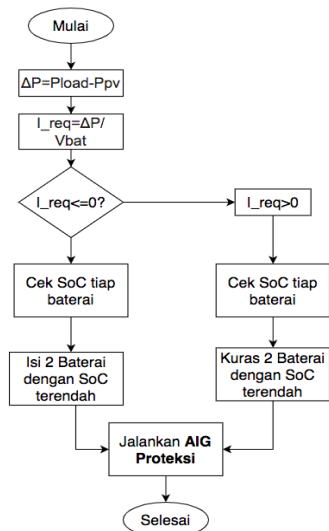 Mulai
ΔP=Pload-Ppv
I_req=ΔP/
Vbat
I_req<=0?
I_req>0
Cek SoC tiap
baterai
Cek SoC tiap
baterai
Isi 2 Baterai
dengan SoC
terendah
Kuras 2 Baterai
dengan SoC
terendah
Jalankan AIG
Proteksi
Selesai